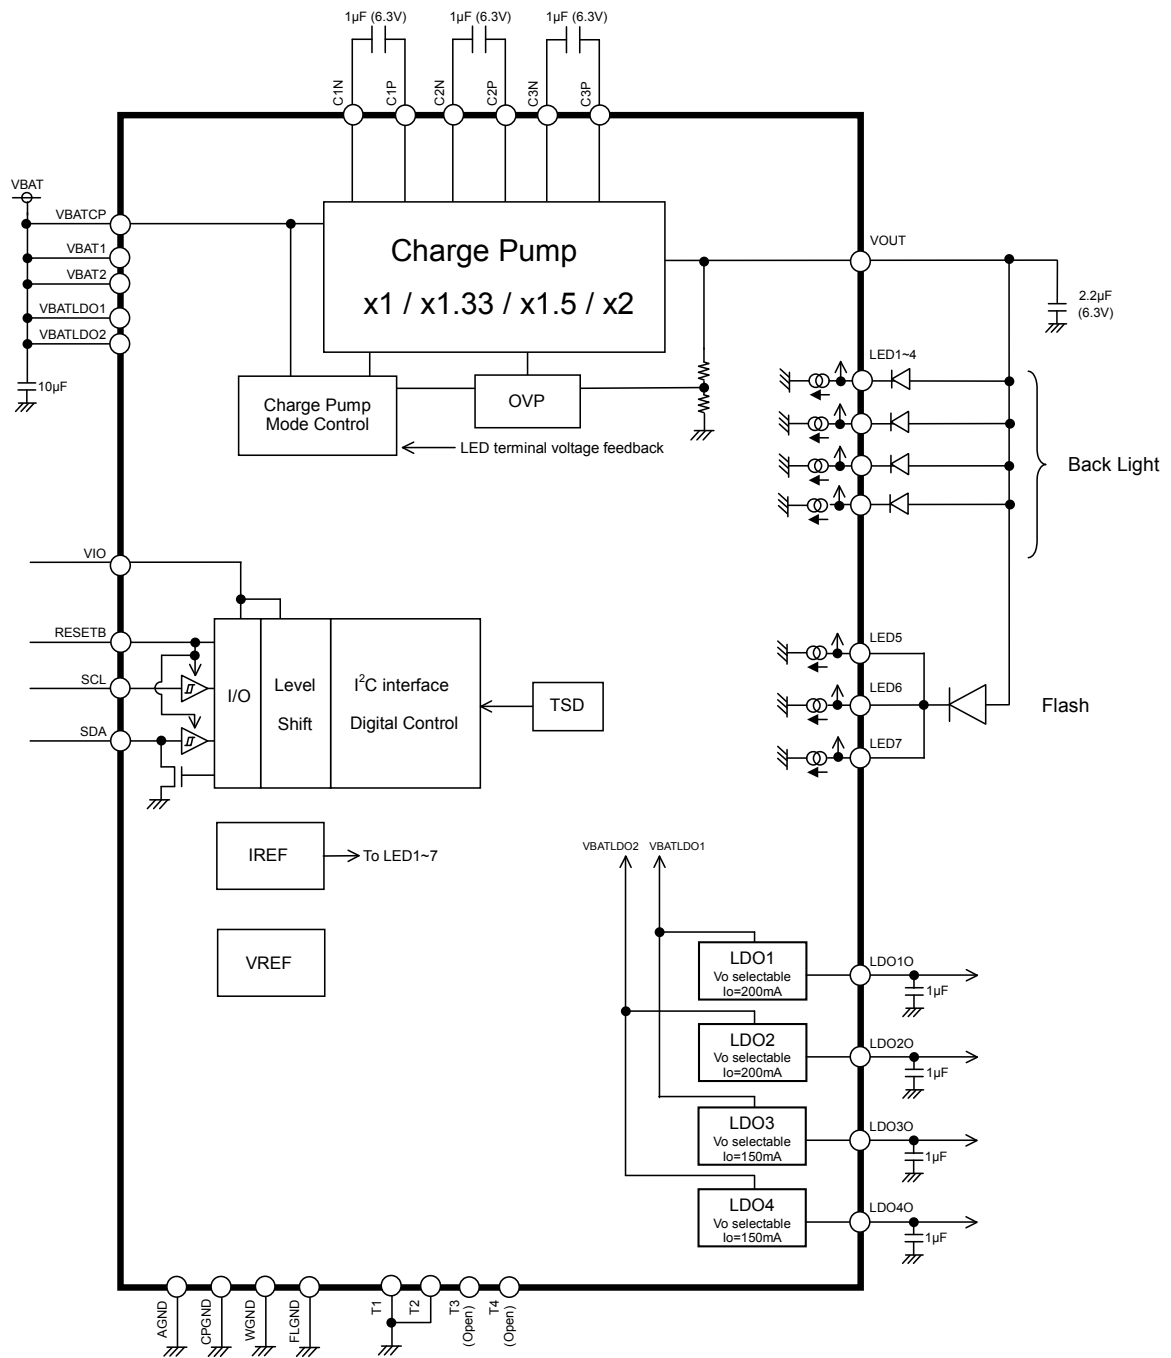 1μF (6.3V)
1μF (6.3V)
1μF (6.3V)
C1N
C1P
C2N
C2P
C3N
C3P
VBAT
VBATCP
VBAT1
VBAT2
VBATLDO1
VBATLDO2
10μF
Charge Pump
x1 / x1.33 / x1.5 / x2
VOUT
2.2μF
(6.3V)
Charge Pump
Mode Control
OVP
LED terminal voltage feedback
LED1~4
Back Light
VIO
RESETB
SCL
SDA
I/O
Level
Shift
I²C interface
Digital Control
TSD
LED5
LED6
LED7
Flash
IREF
To LED1~7
VREF
VBATLDO2
VBATLDO1
LDO1
Vo selectable
Io=200mA
LDO1O
1μF
LDO2
Vo selectable
Io=200mA
LDO2O
1μF
LDO3
Vo selectable
Io=150mA
LDO3O
1μF
LDO4
Vo selectable
Io=150mA
LDO4O
1μF
AGND
CPGND
WGND
FLGND
T1
T2
T3
(Open)
T4
(Open)